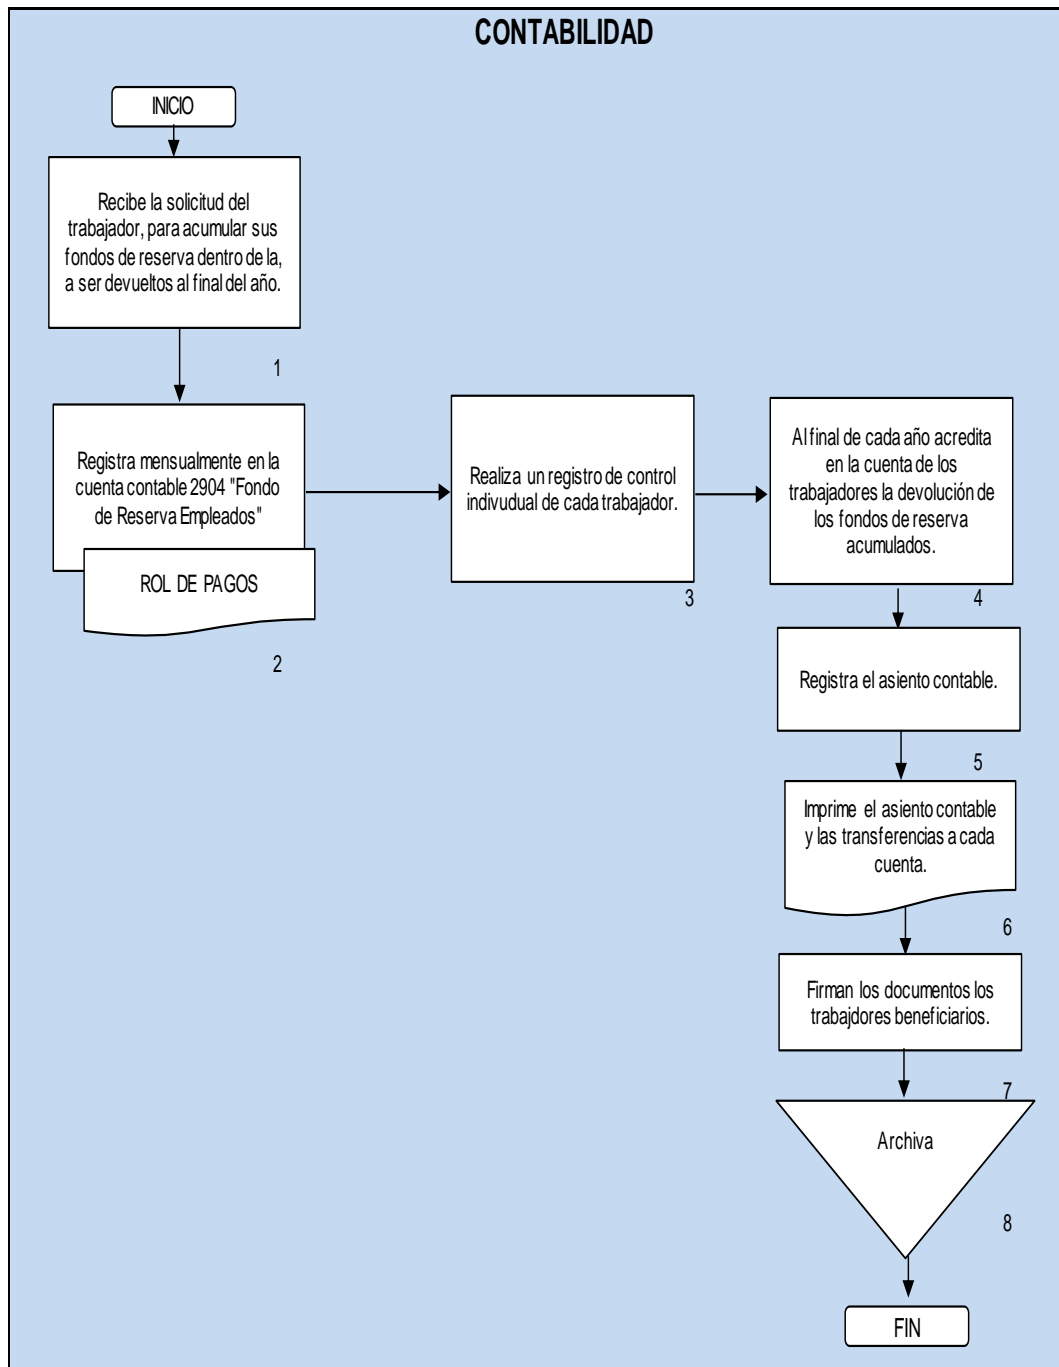 CONTABILIDAD
INICIO
Recibe la solicitud del
trabajador, para acumular sus
fondos de reserva dentro de la,
a ser devueltos al final del año.
1
Registra mensualmente en la
cuenta contable 2904 "Fondo
de Reserva Empleados"
ROL DE PAGOS
2
Realiza un registro de control
indivudual de cada trabajador.
3
Al final de cada año acredita
en la cuenta de los
trabajadores la devolución de
los fondos de reserva
acumulados.
4
Registra el asiento contable.
5
Imprime el asiento contable
y las transferencias a cada
cuenta.
6
Firman los documentos los
trabajdores beneficiarios.
7
Archiva
8
FIN